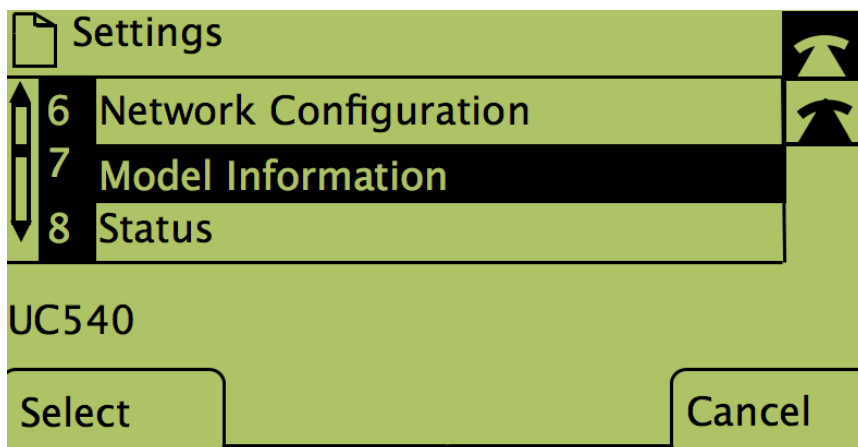 Settings
6 Network Configuration
7 Model Information
8 Status
UC540
Select Cancel